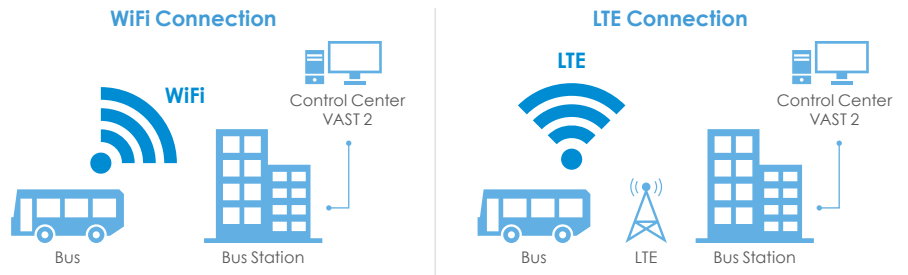 WiFi Connection
WiFi
Control Center
VAST 2
Bus
Bus Station
LTE Connection
LTE
Control Center
VAST 2
Bus
LTE
Bus Station